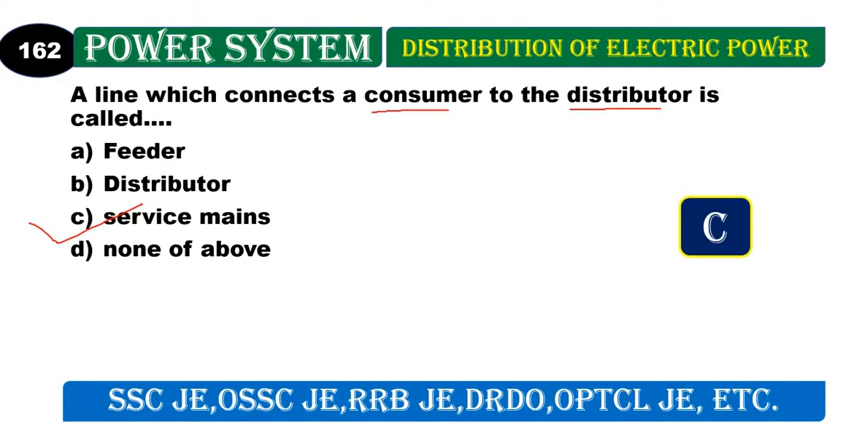 162
POWER SYSTEM
DISTRIBUTION OF ELECTRIC POWER
A line which connects a consumer to the distributor is
called....
a) Feeder
b) Distributor
c) service mains
d) none of above
C
SSC JE,OSSC JE,RRB JE,DRDO,OPTCL JE, ETC.